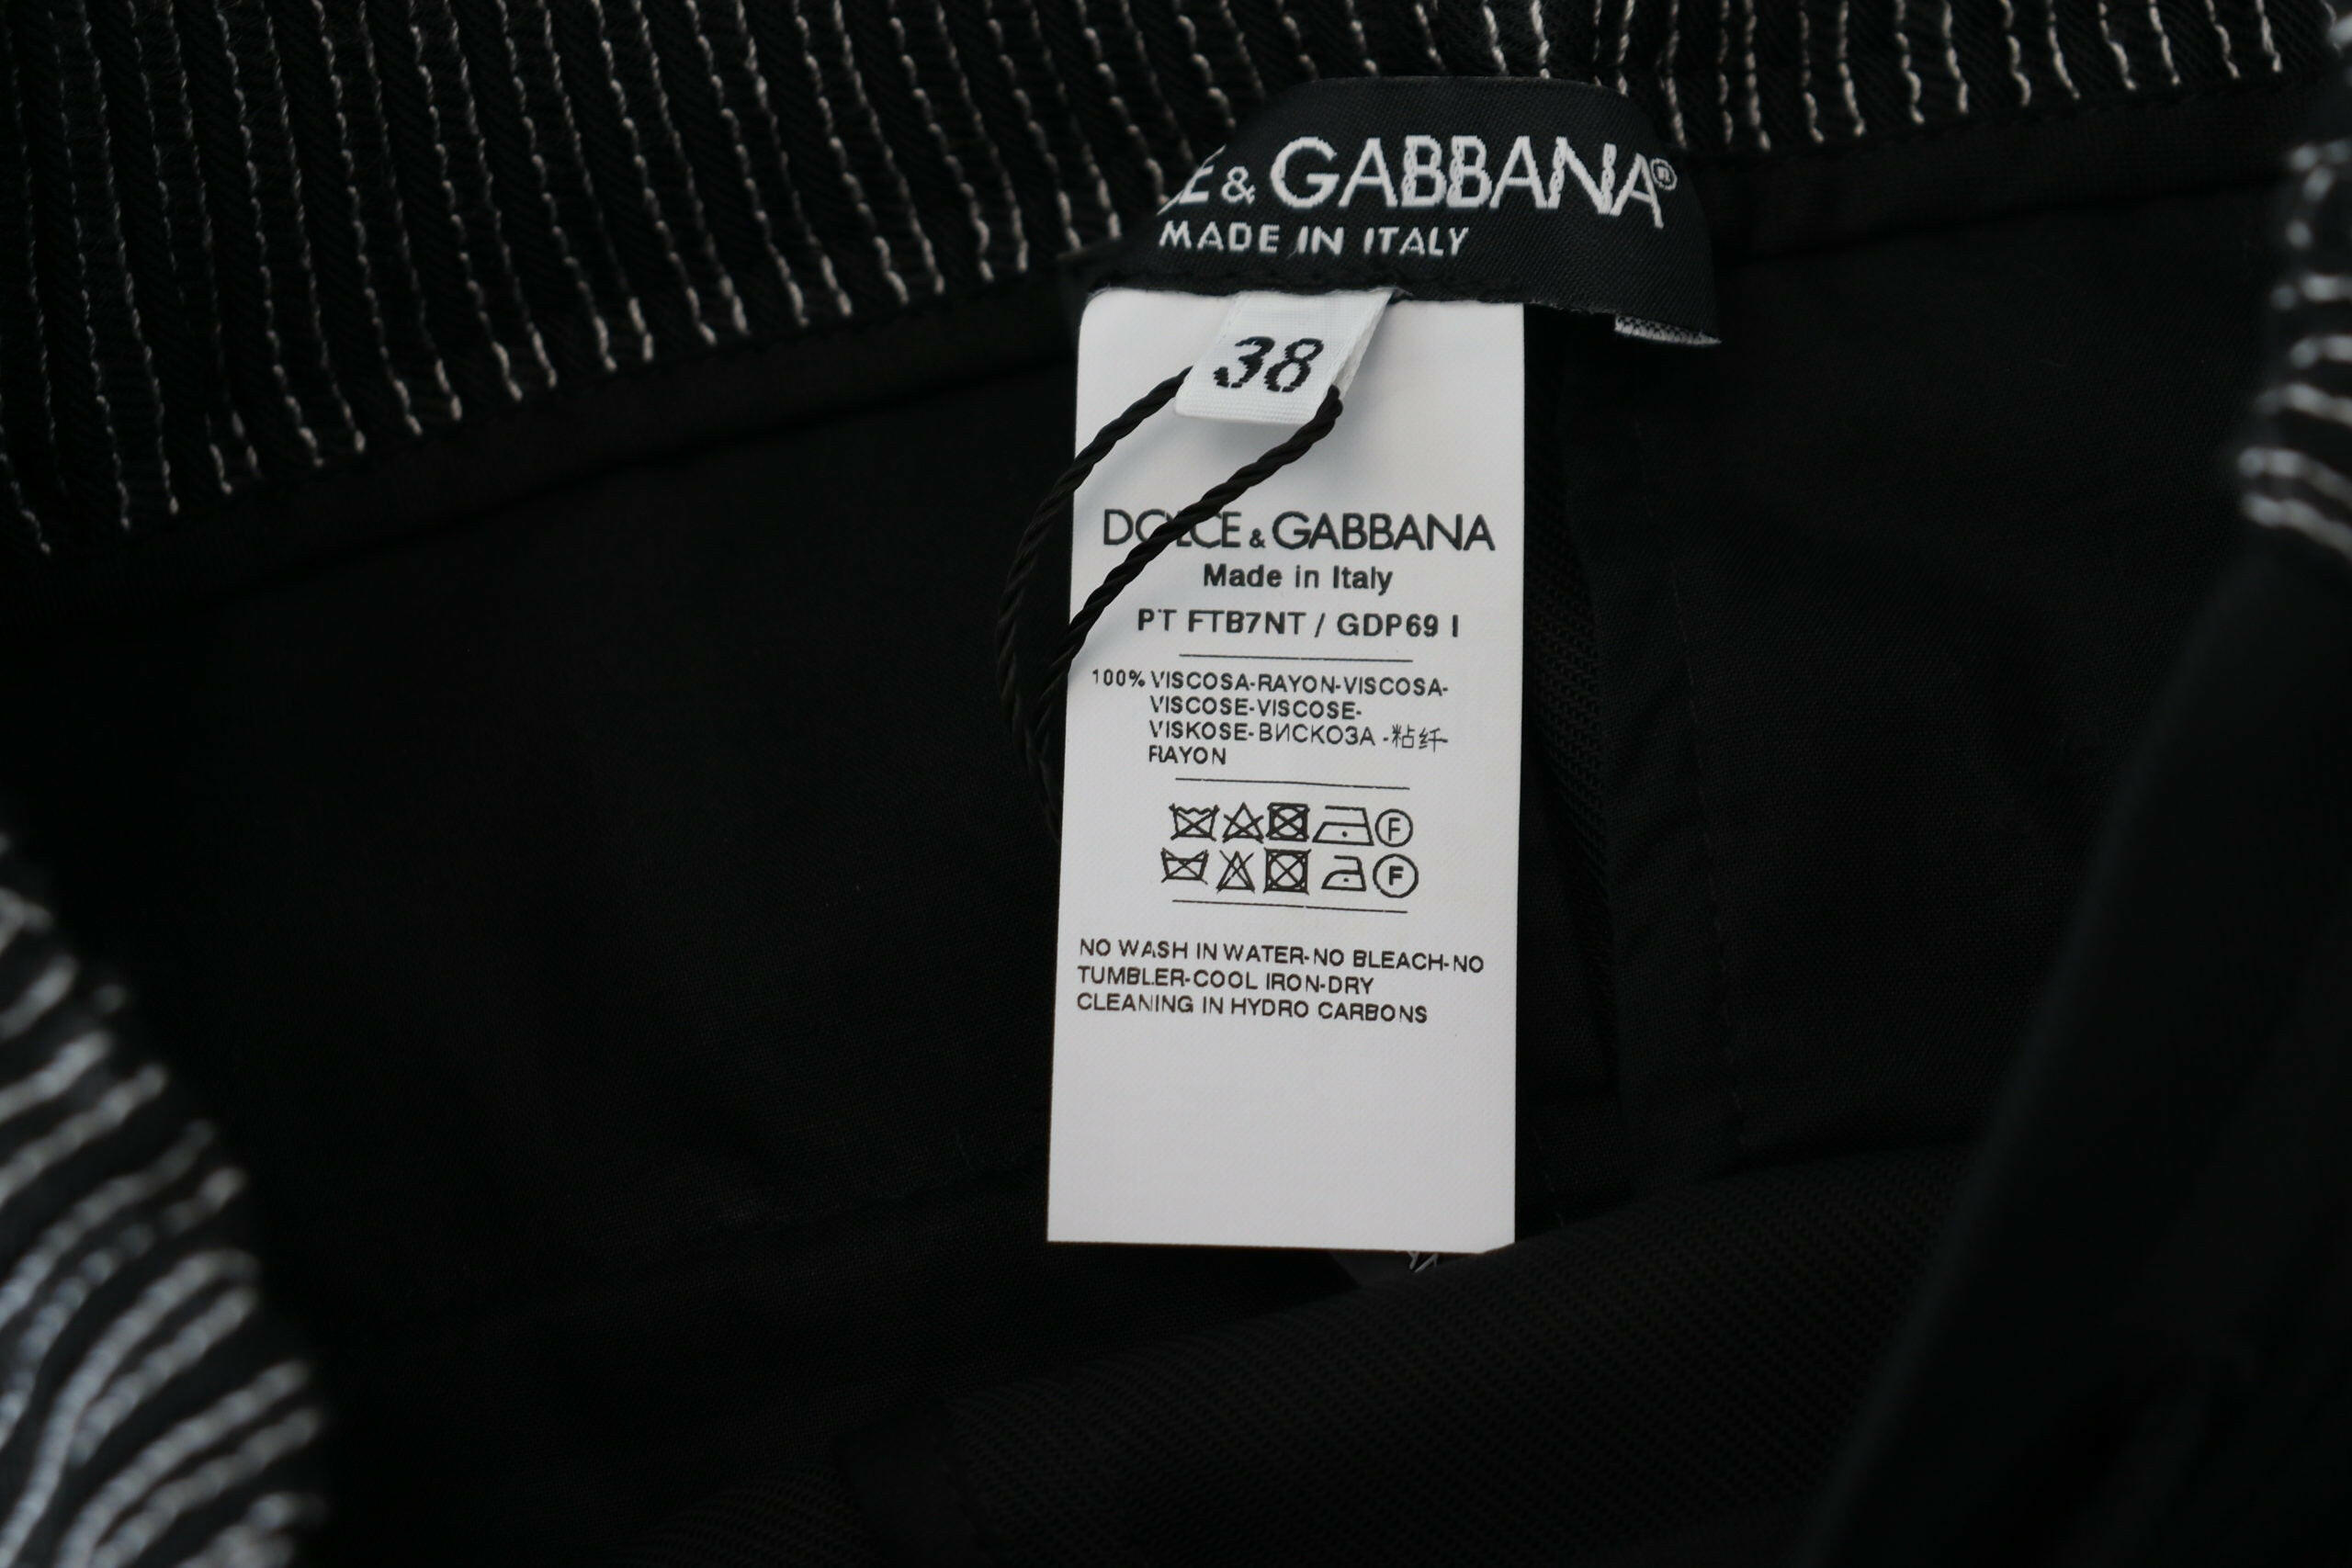 E & GABBANA®
MADE IN ITALY
38
DOLCE & GABBANA
Made in Italy
PT FTB7NT / GDP69 I
100% VISCOSA-RAYON-VISCOSA-
VISCOSE-VISCOSE-
VISKOSE-ВИСКОЗА -粘纤-
RAYON
F
F
NO WASH IN WATER-NO BLEACH-NO
TUMBLER-COOL IRON-DRY
CLEANING IN HYDRO CARBONS